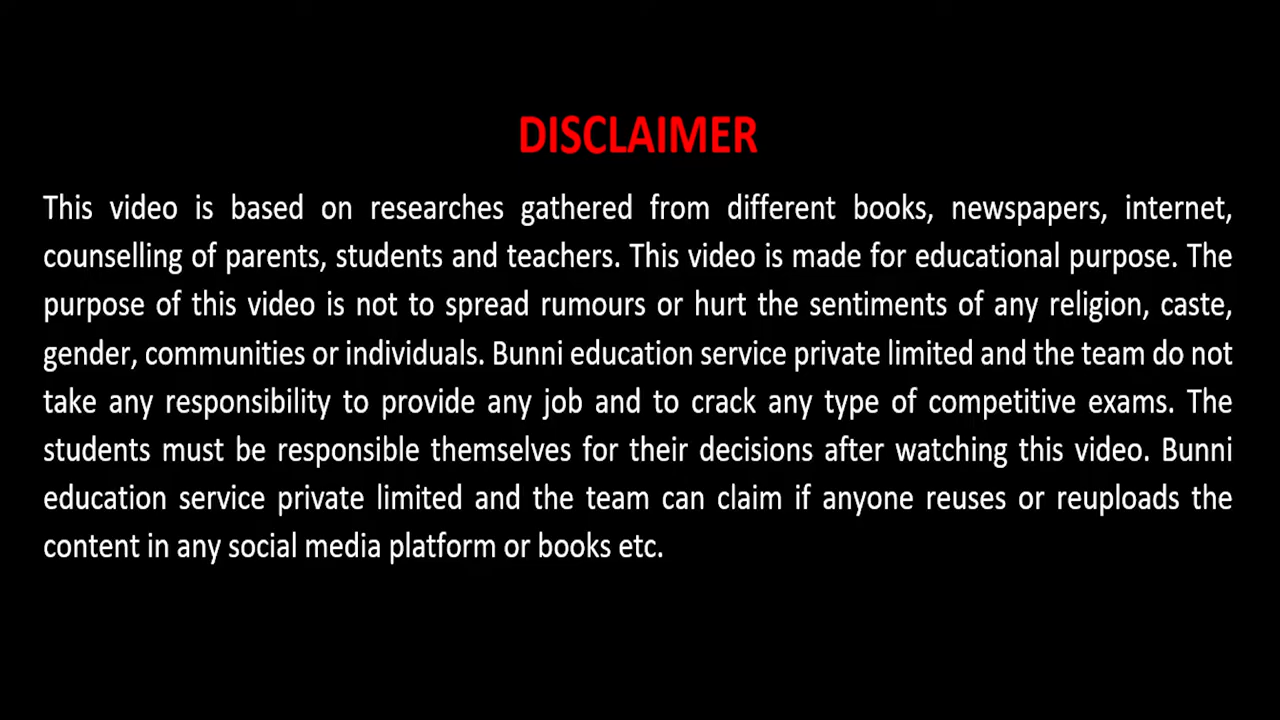 DISCLAIMER
This video is based on researches gathered from different books, newspapers, internet,
counselling of parents, students and teachers. This video is made for educational purpose. The
purpose of this video is not to spread rumours or hurt the sentiments of any religion, caste,
gender, communities or individuals. Bunni education service private limited and the team do not
take any responsibility to provide any job and to crack any type of competitive exams. The
students must be responsible themselves for their decisions after watching this video. Bunni
education service private limited and the team can claim if anyone reuses or reuploads the
content in any social media platform or books etc.